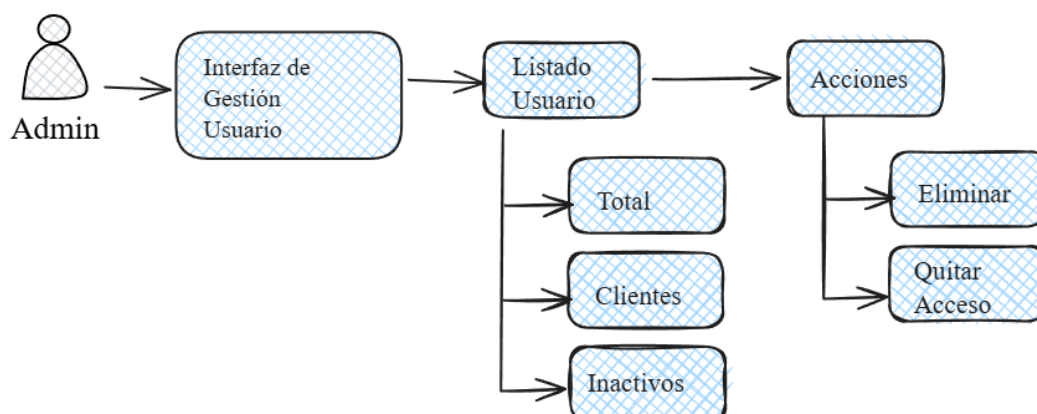 Admin
Interfaz de
Gestión
Usuario
Listado
Usuario
Total
Clientes
Inactivos
Acciones
Eliminar
Quitar
Acceso